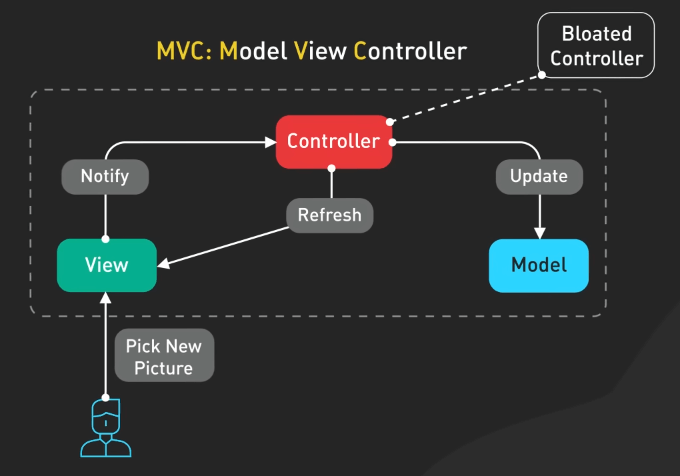 MVC: Model View Controller
Bloated
Controller
Controller
Notify
Update
Refresh
View
Model
Pick New
Picture